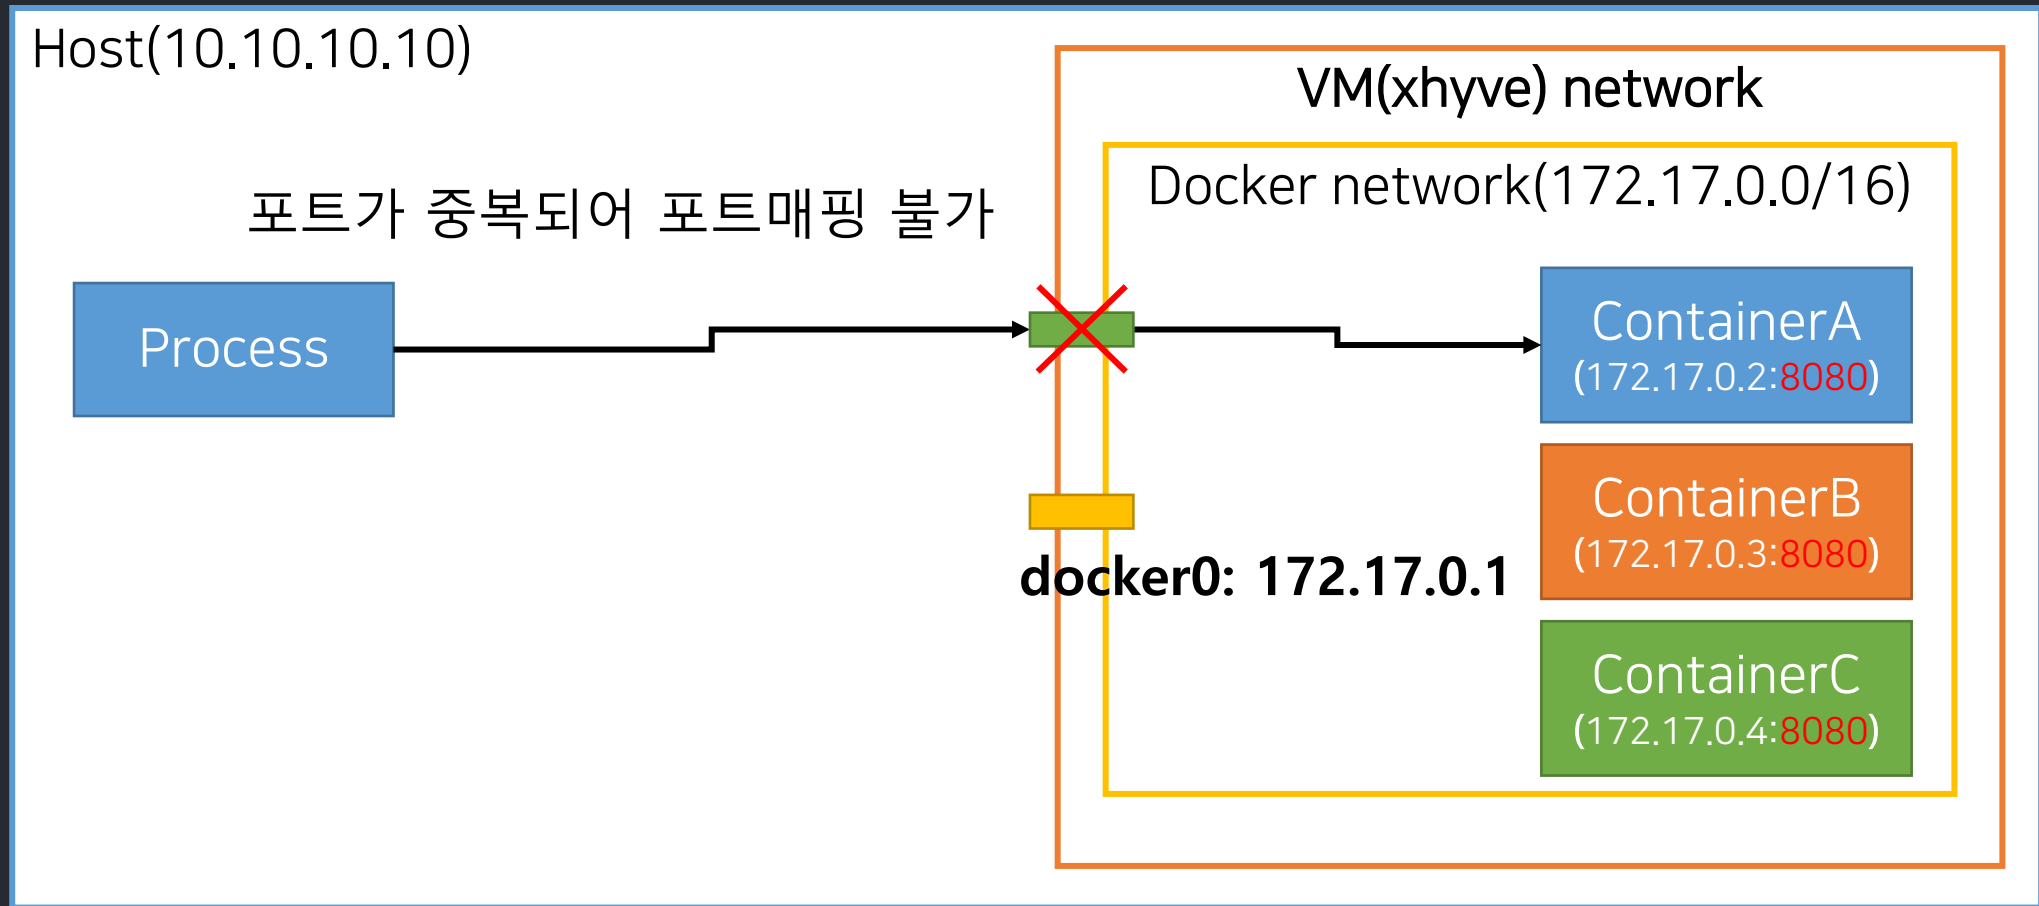 Host(10.10.10.10)
VM(xhyve) network
Docker network(172.17.0.0/16)
포트가 중복되어 포트매핑 불가
Process
ContainerA
(172.17.0.2:8080)
ContainerB
(172.17.0.3:8080)
docker0: 172.17.0.1
ContainerC
(172.17.0.4:8080)